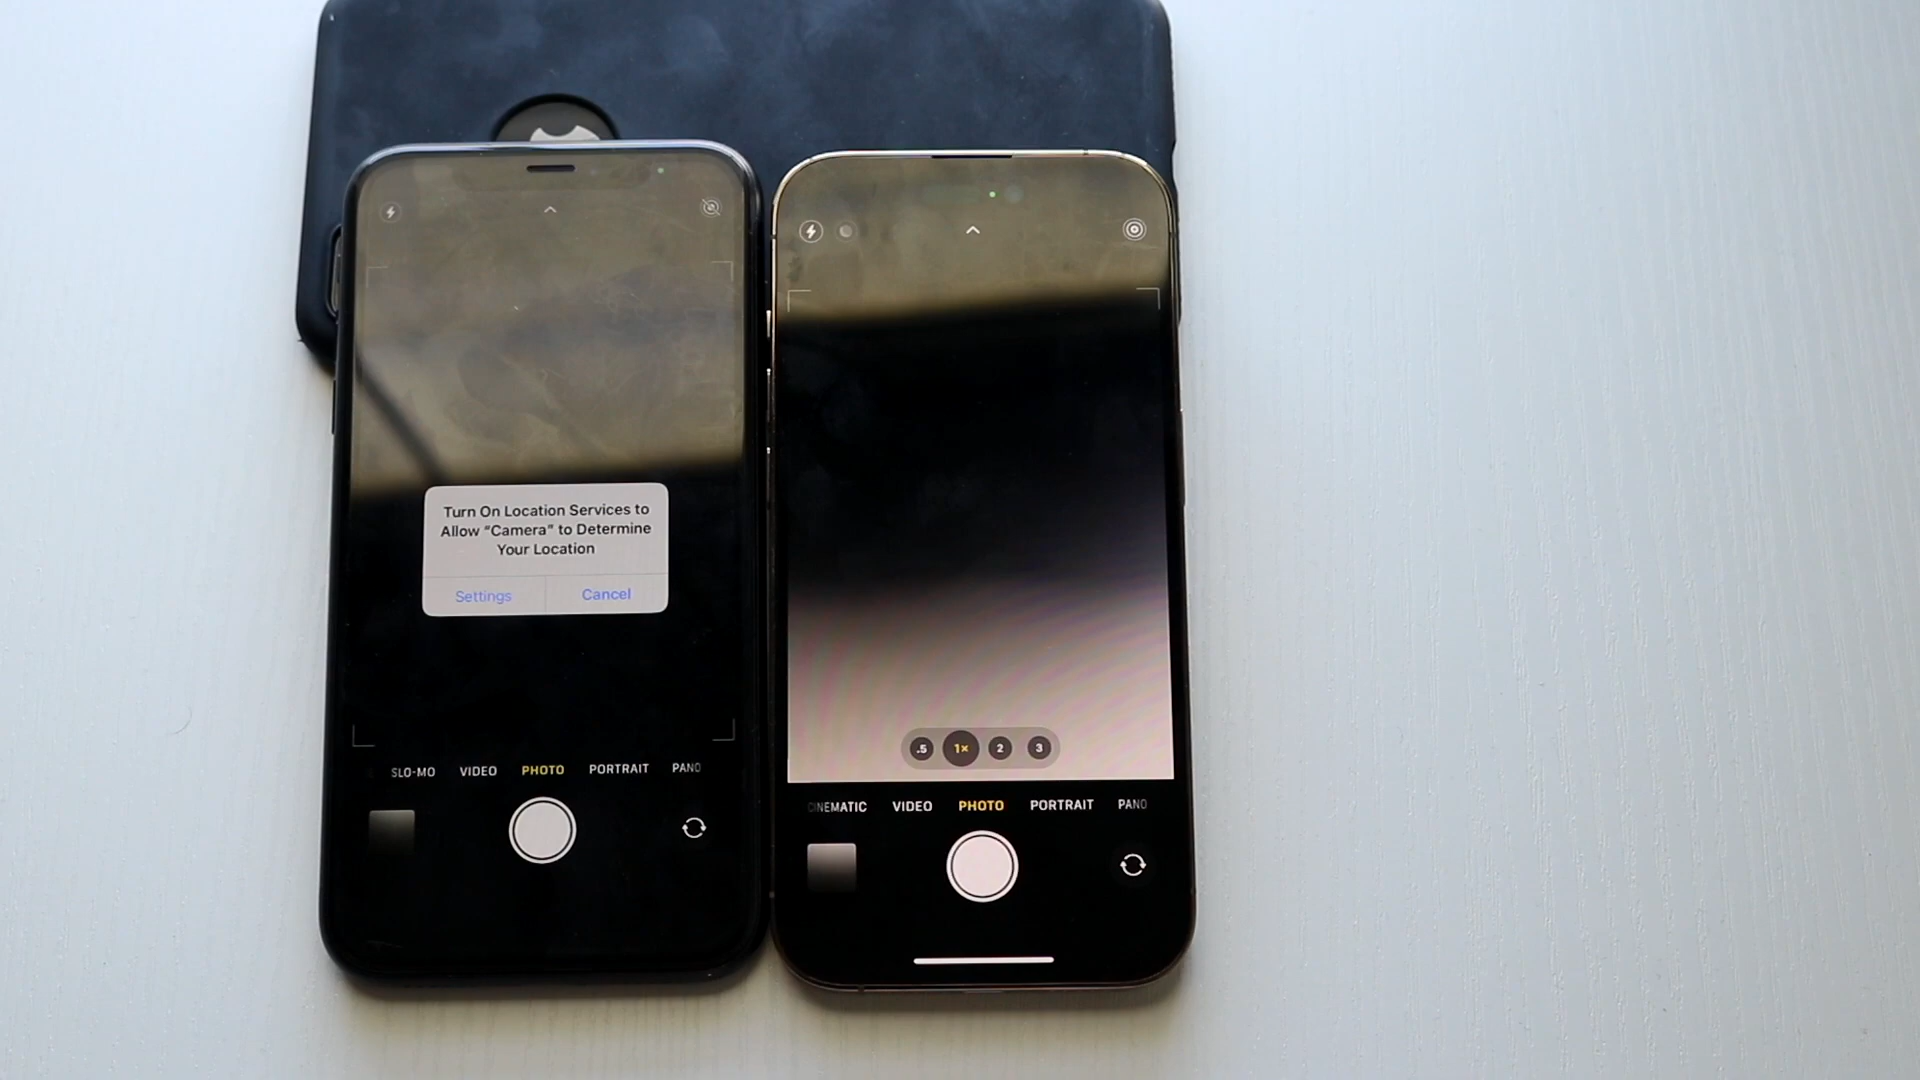 Turn On Location Services to
Allow “Camera” to Determine
Your Location
Settings Cancel
SLO-MO VIDEO PHOTO PORTRAIT PANO
.5 1× 2 3
CINEMATIC VIDEO PHOTO PORTRAIT PANO